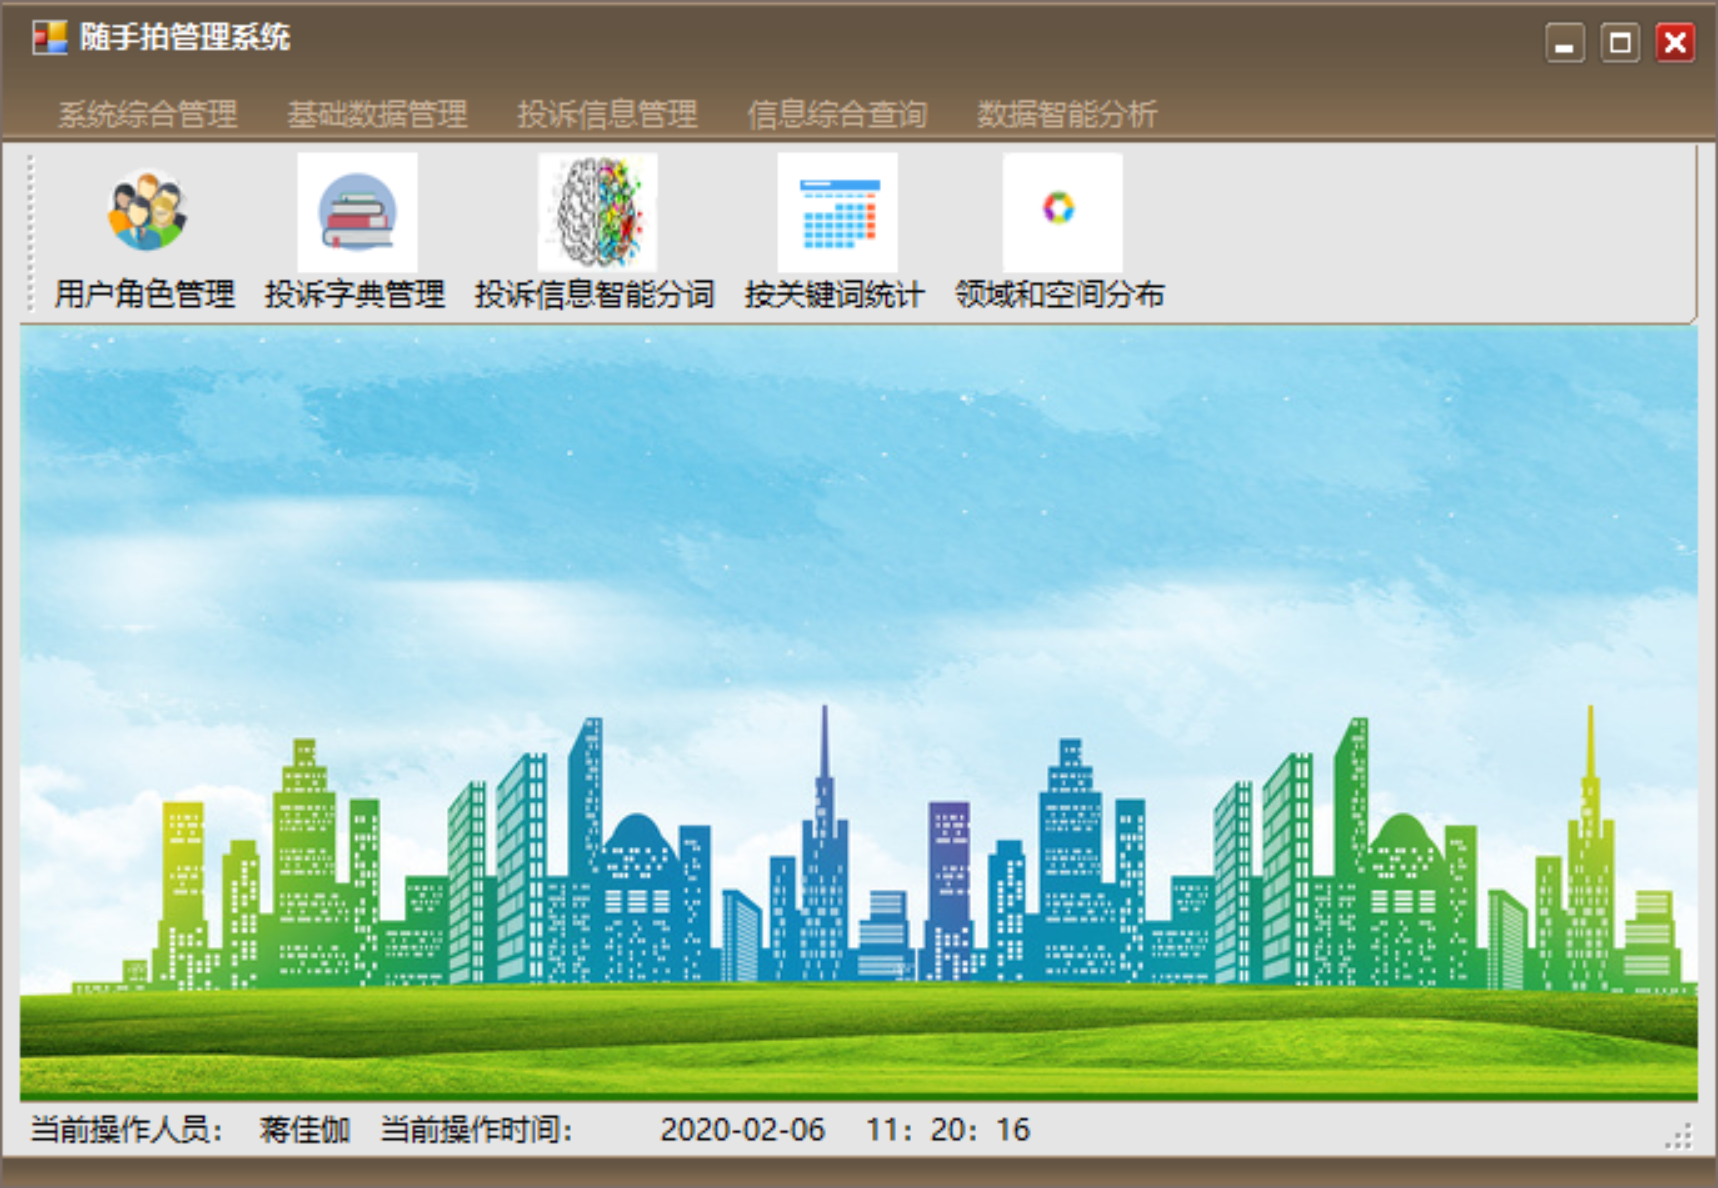 随手拍管理系统
系统综合管理 基础数据管理 投诉信息管理 信息综合查询 数据智能分析
用户角色管理 投诉字典管理 投诉信息智能分词 按关键词统计 领域和空间分布
当前操作人员： 蒋佳伽 当前操作时间： 2020-02-06 11：20：16